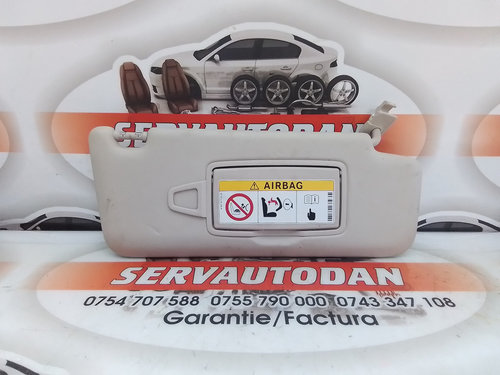 SERVAUTODAN
AIRBAG
SERVAUTODAN
0754 707 588 0755 790 000 0743 347 108
Garantie/Factura